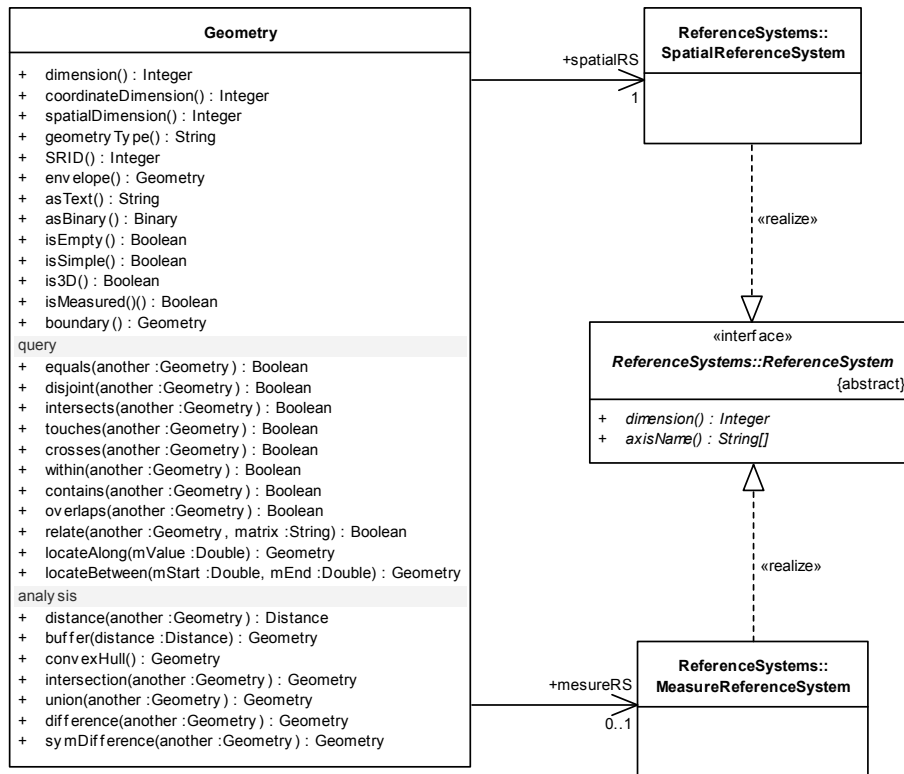 Geometry
+ dimension() : Integer
+ coordinateDimension() : Integer
+ spatialDimension() : Integer
+ geometryType() : String
+ SRID() : Integer
+ envelope() : Geometry
+ asText() : String
+ asBinary() : Binary
+ isEmpty() : Boolean
+ isSimple() : Boolean
+ is3D() : Boolean
+ isMeasured()() : Boolean
+ boundary() : Geometry
query
+ equals(another :Geometry) : Boolean
+ disjoint(another :Geometry) : Boolean
+ intersects(another :Geometry) : Boolean
+ touches(another :Geometry) : Boolean
+ crosses(another :Geometry) : Boolean
+ within(another :Geometry) : Boolean
+ contains(another :Geometry) : Boolean
+ overlaps(another :Geometry) : Boolean
+ relate(another :Geometry, matrix :String) : Boolean
+ locateAlong(mValue :Double) : Geometry
+ locateBetween(mStart :Double, mEnd :Double) : Geometry
analysis
+ distance(another :Geometry) : Distance
+ buffer(distance :Distance) : Geometry
+ convexHull() : Geometry
+ intersection(another :Geometry) : Geometry
+ union(another :Geometry) : Geometry
+ difference(another :Geometry) : Geometry
+ symDifference(another :Geometry) : Geometry
+spatialRS
1
ReferenceSystems::
SpatialReferenceSystem
«realize»
«interface»
ReferenceSystems::ReferenceSystem
{abstract}
+ dimension() : Integer
+ axisName() : String[]
«realize»
+mesureRS
0..1
ReferenceSystems::
MeasureReferenceSystem